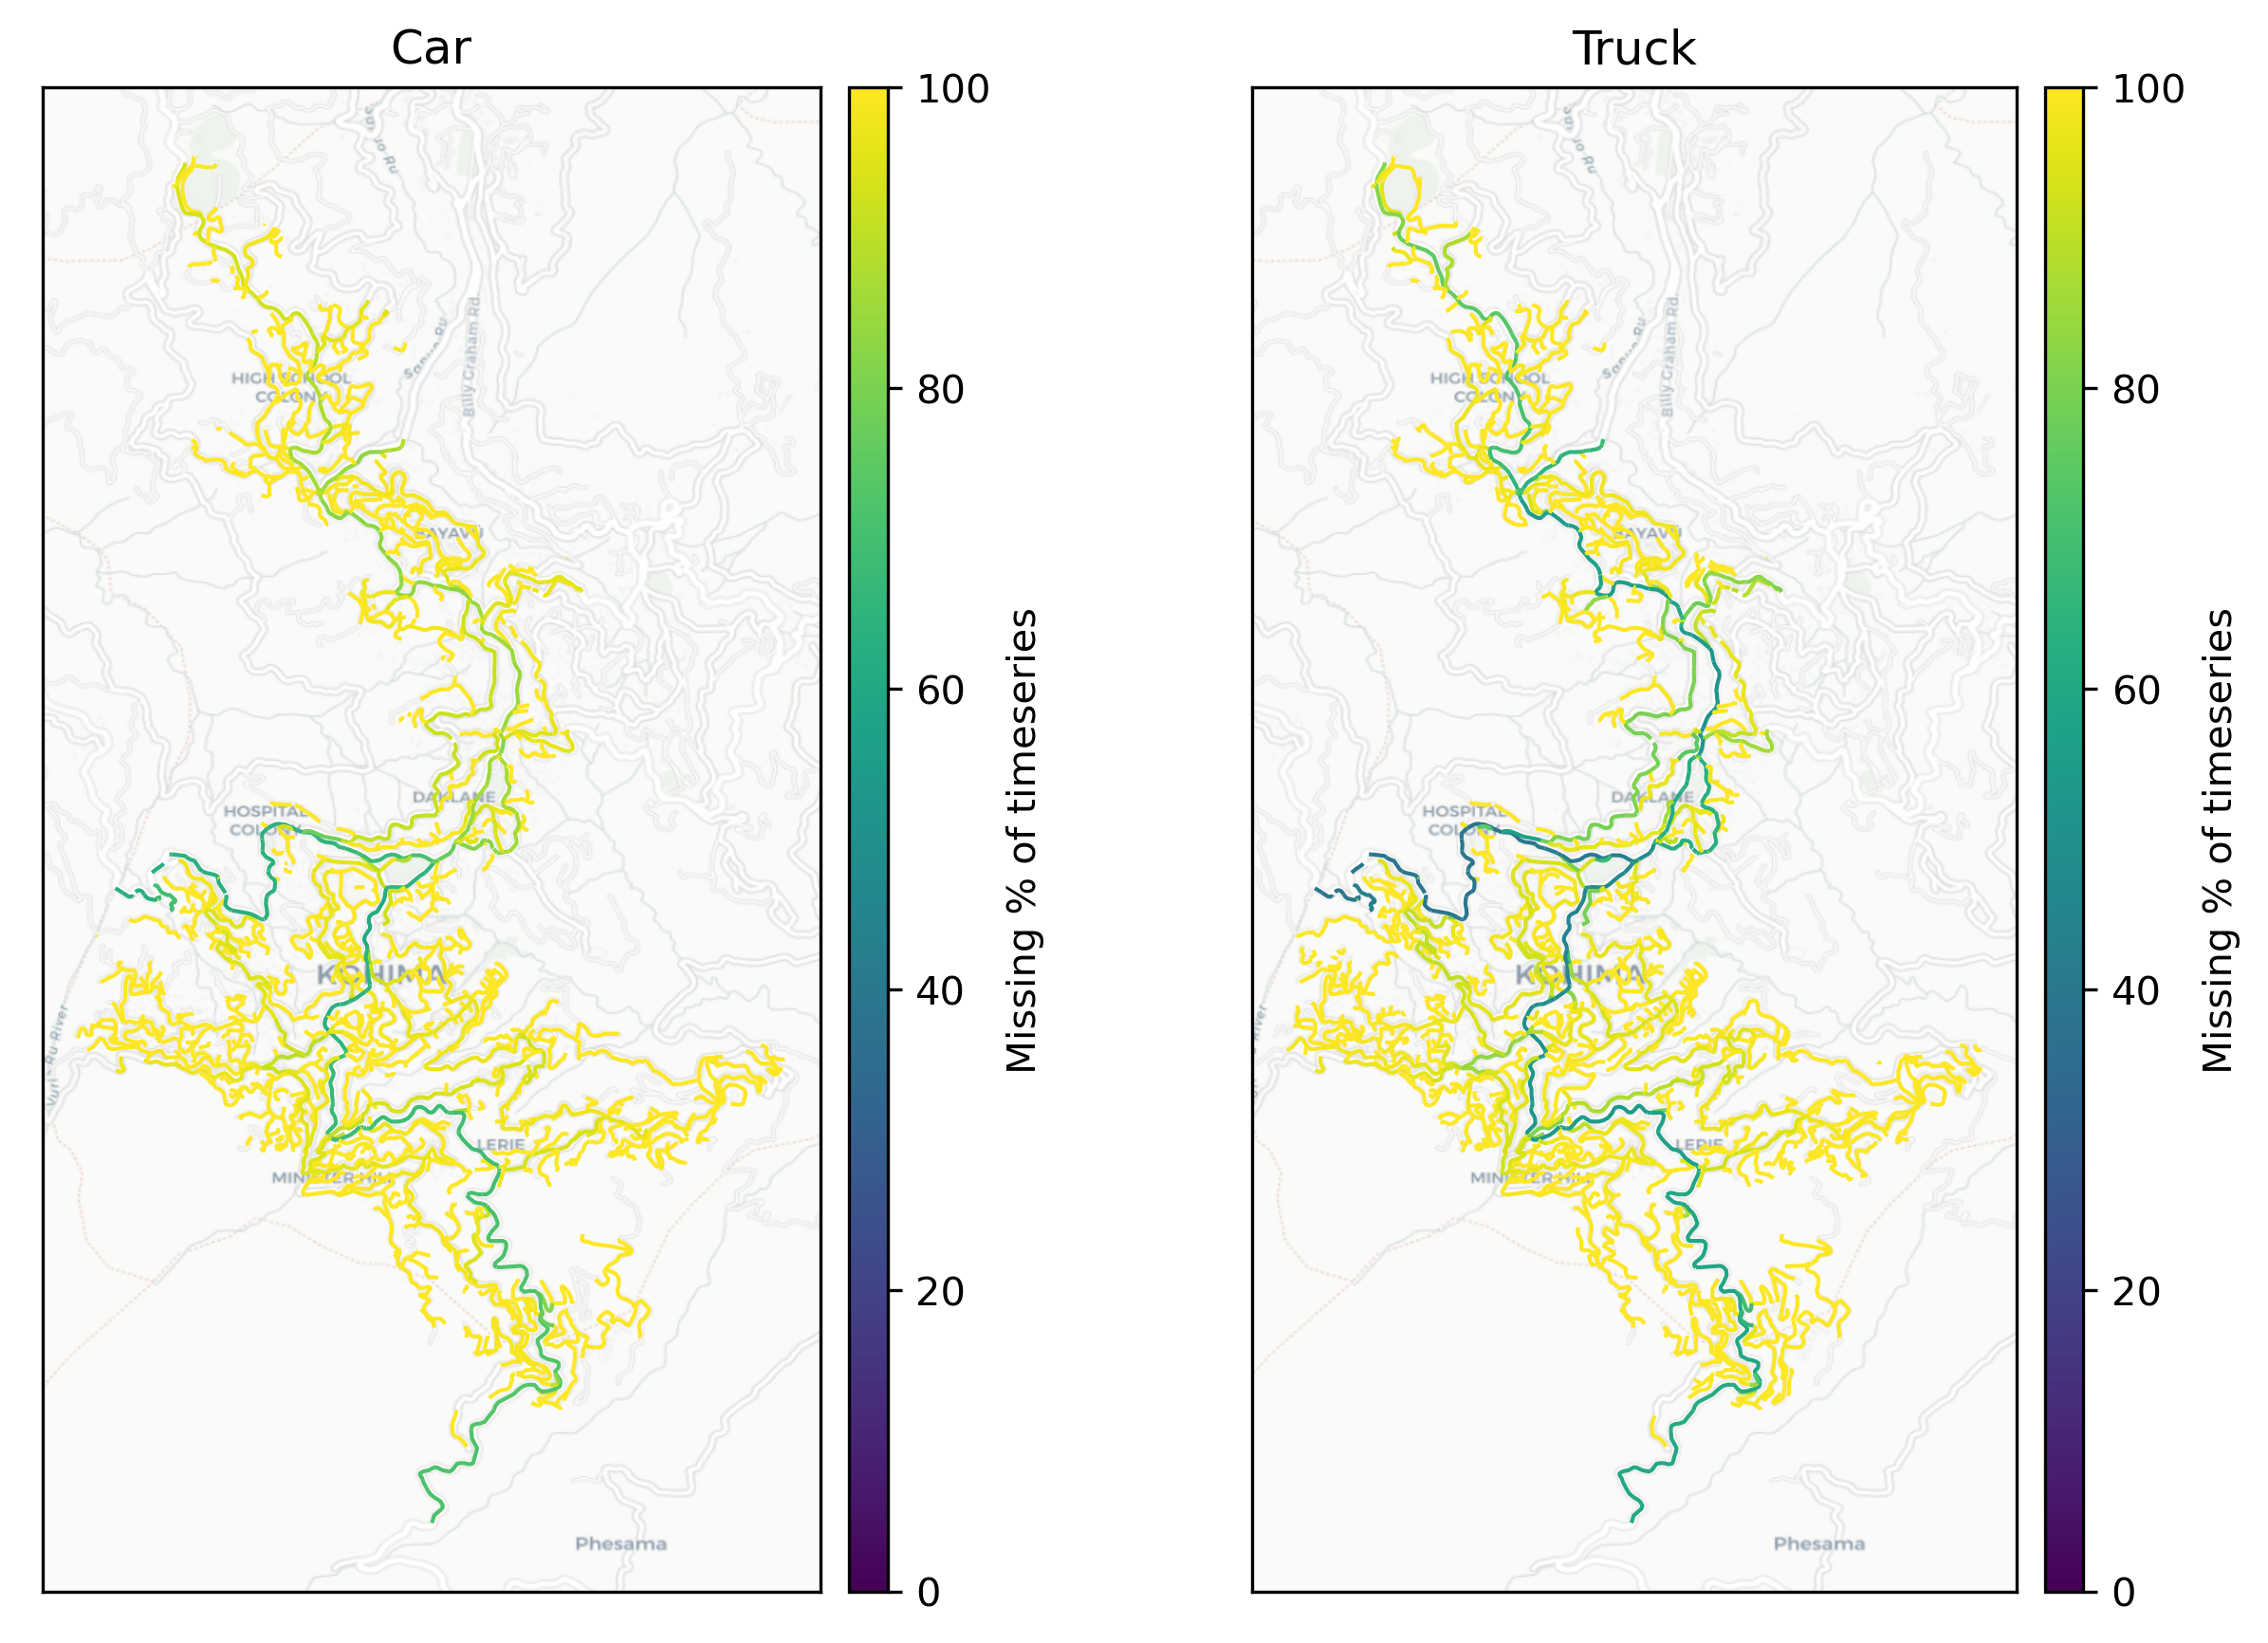 Car
Truck
100
80
60
40
20
0
Missing % of timeseries
100
80
60
40
20
0
Missing % of timeseries
Billy Graham Rd
HIGH SCHOOL
COLONY
BAYAVÜ
HOSPITAL
COLONY
DAKLANE
KOHIMA
LERIE
MINISTER HILL
Phesama
Billy Graham Rd
HIGH SCHOOL
COLONY
BAYAVÜ
HOSPITAL
COLONY
DAKLANE
KOHIMA
LERIE
MINISTER HILL
Phesama